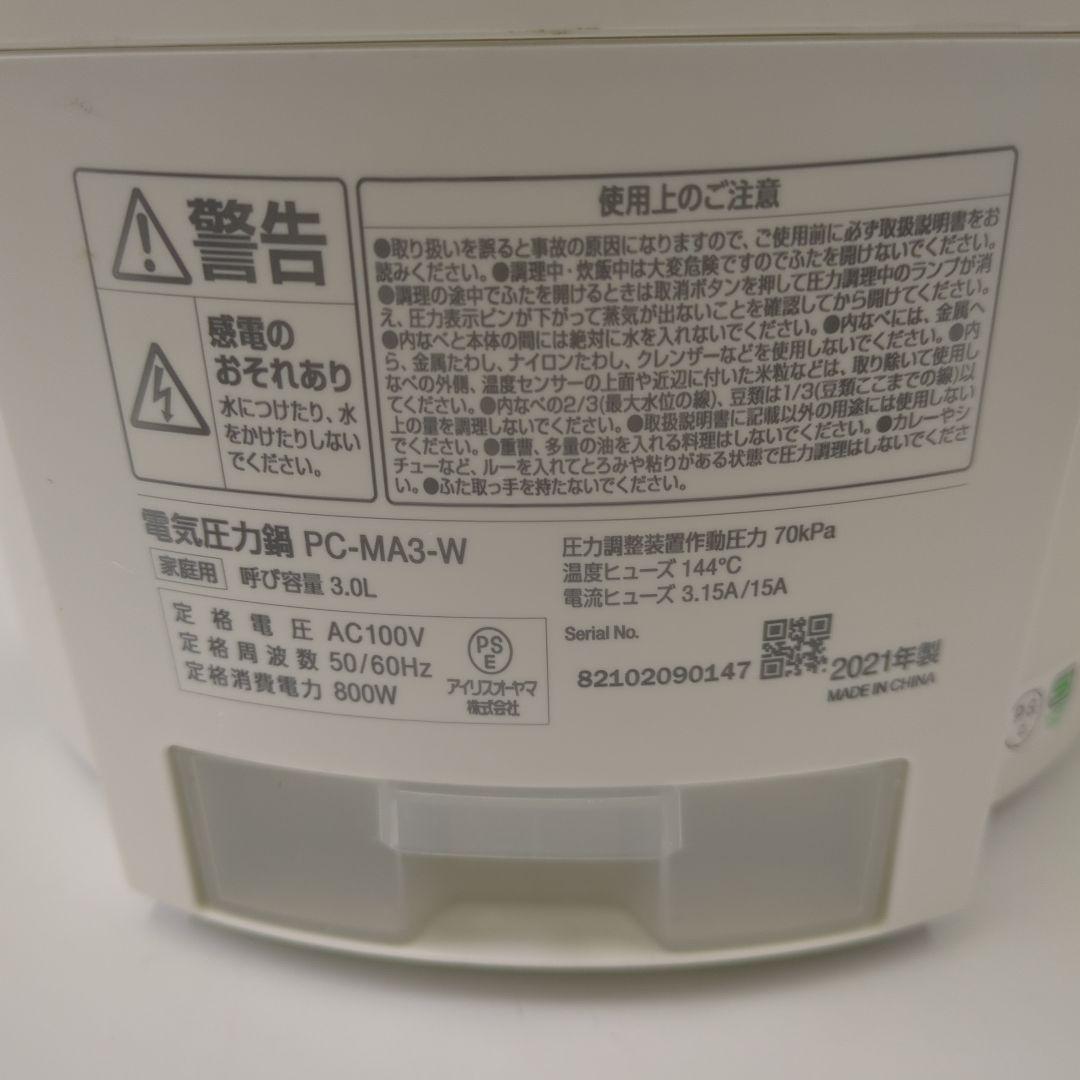 警告
感電の
おそれあり
水につけたり、水
をかけたりしない
でください。
使用上のご注意
●取り扱いを誤ると事故の原因になりますので、ご使用前に必ず取扱説明書をお
読みください。●調理中・炊飯中は大変危険ですのでふたを開けないでください。
●調理の途中でふたを開けるときは取消ボタンを押して圧力調理中のランプが消
え、圧力表示ピンが下がって蒸気が出ないことを確認してから開けてください。
●内なべと本体の間には絶対に水を入れないでください。●内なべには、金属へ
ら、金属たわし、ナイロンたわし、クレンザーなどを使用しないでください。●内
なべの外側、温度センサーの上面や近辺に付いた米粒などは、取り除いて使用し
てください。●内なべの2/3(最大水位の線)、豆類は1/3(豆類ここまでの線)以
上の量を調理しないでください。●取扱説明書に記載以外の用途には使用しない
でください。●重曹、多量の油を入れる料理はしないでください。●カレーやシ
チューなど、ルーを入れてとろみや粘りがある状態で圧力調理はしないでくださ
い。●ふた取っ手を持たないでください。
電気圧力鍋 PC-MA3-W
家庭用 呼び容量 3.0L
定格電圧 AC100V
定格周波数 50/60Hz
定格消費電力 800W
PS
E
アイリスオーヤマ
株式会社
圧力調整装置作動圧力 70kPa
温度ヒューズ 144℃
電流ヒューズ 3.15A/15A
Serial No.
82102090147
2021年製
MADE IN CHINA